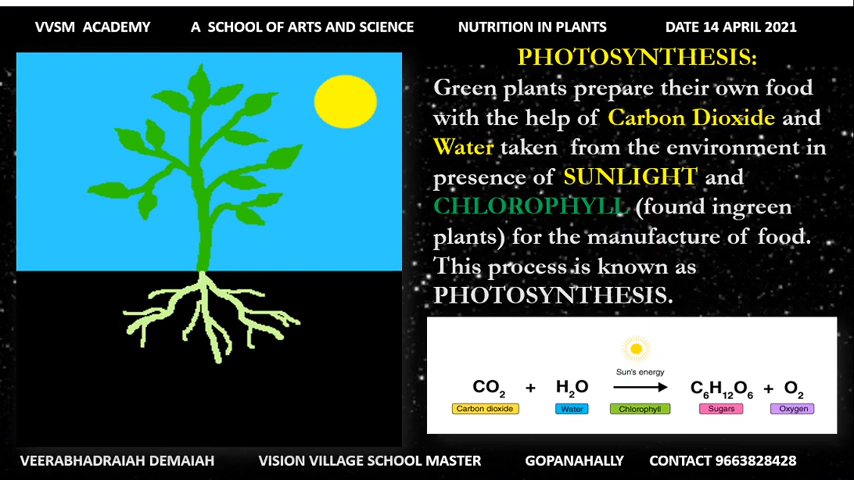 VVSM ACADEMY A SCHOOL OF ARTS AND SCIENCE NUTRITION IN PLANTS DATE 14 APRIL 2021
PHOTOSYNTHESIS:
Green plants prepare their own food
with the help of Carbon Dioxide and
Water taken from the environment in
presence of SUNLIGHT and
CHLOROPHYLL (found ingreen
plants) for the manufacture of food.
This process is known as
PHOTOSYNTHESIS.
Sun's energy
CO2 + H2O → C6H12O6 + O2
Carbon dioxide Water Chlorophyll Sugars Oxygen
VEERABHADRAIAH DEMAIAH VISION VILLAGE SCHOOL MASTER GOPANAHALLY CONTACT 9663828428